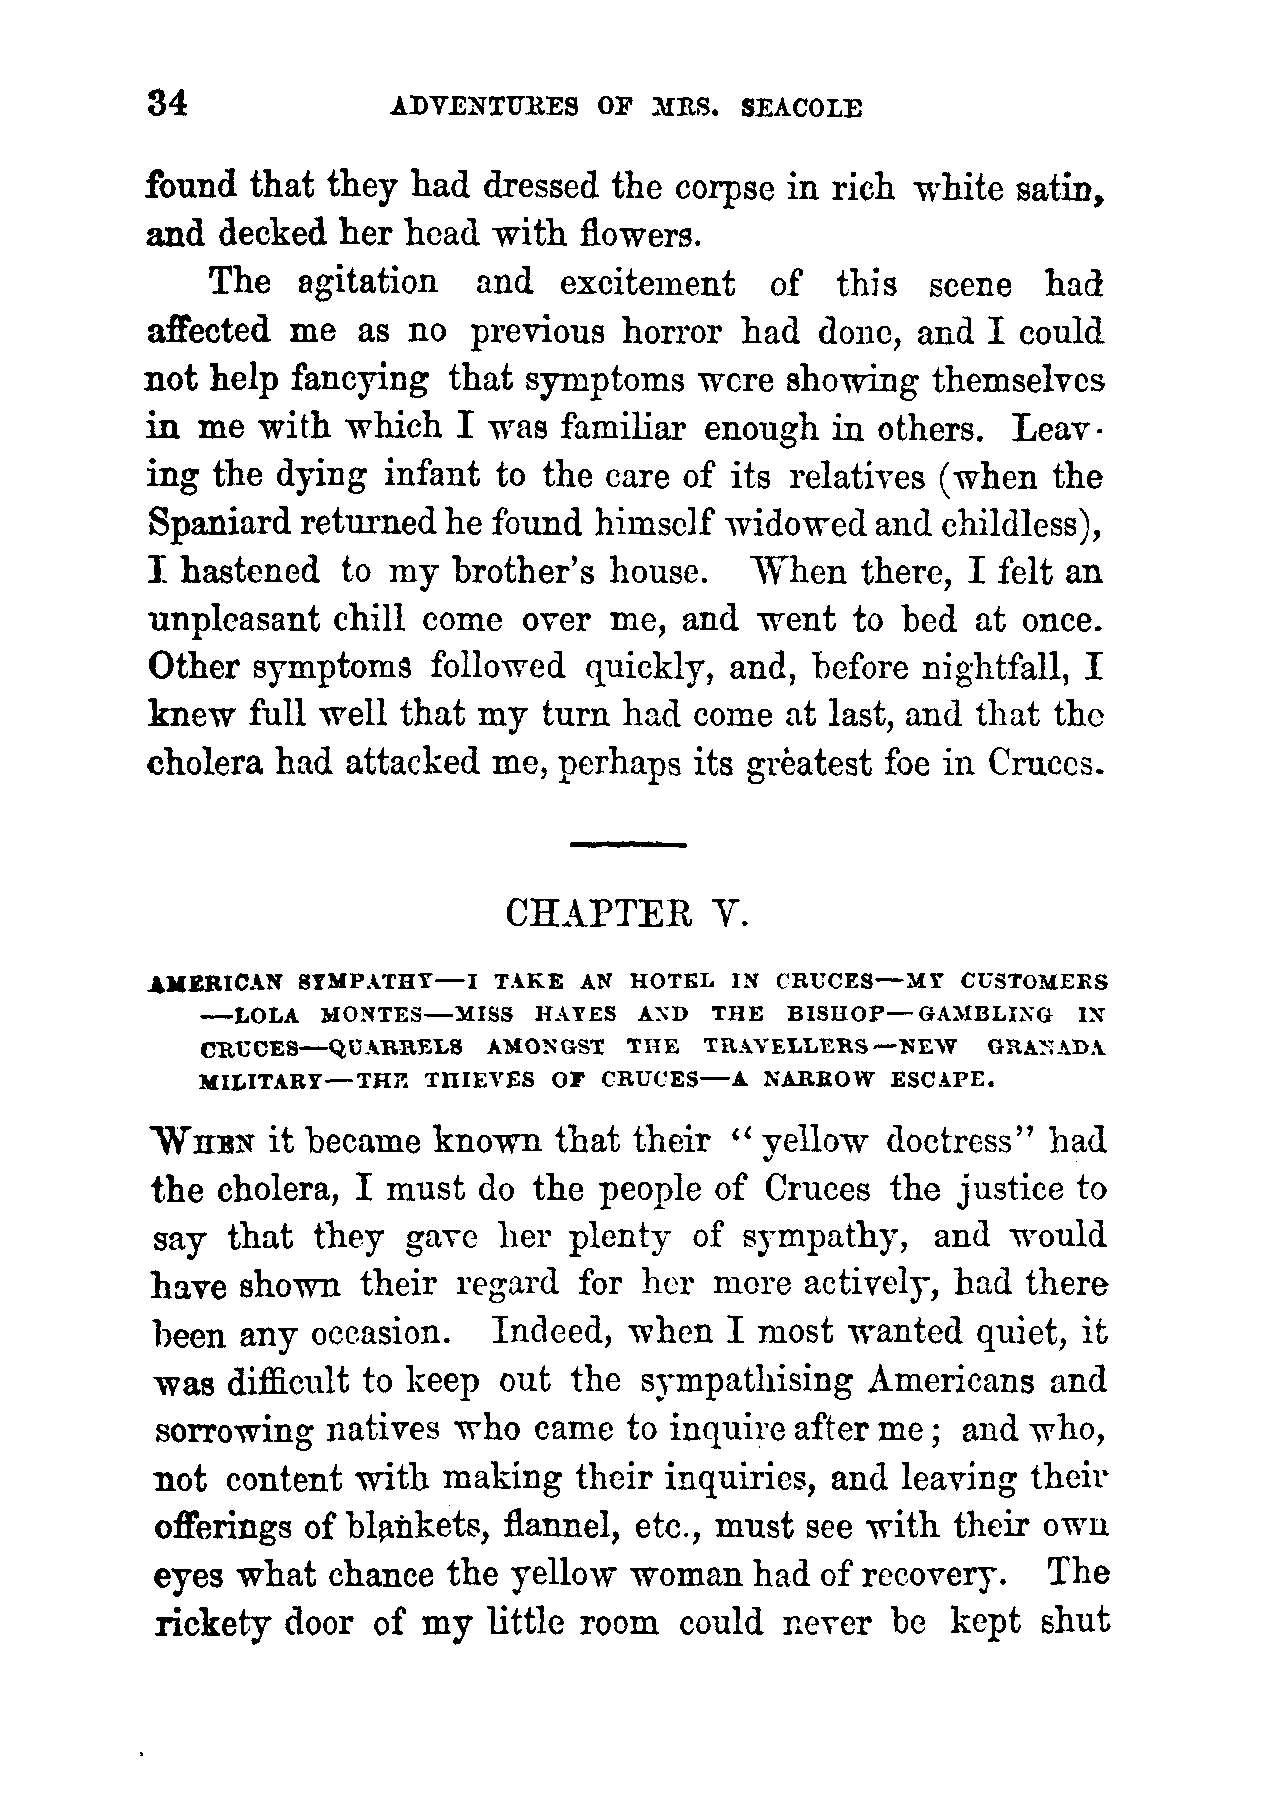 34 ADVENTURES OF MRS. SEACOLE
found that they had dressed the corpse in rich white satin,
and decked her head with flowers.
The agitation and excitement of this scene had
affected me as no previous horror had done, and I could
not help fancying that symptoms were showing themselves
in me with which I was familiar enough in others. Leav-
ing the dying infant to the care of its relatives (when the
Spaniard returned he found himself widowed and childless),
I hastened to my brother's house. When there, I felt an
unpleasant chill come over me, and went to bed at once.
Other symptoms followed quickly, and, before nightfall, I
knew full well that my turn had come at last, and that the
cholera had attacked me, perhaps its greatest foe in Cruces.
CHAPTER V.
AMERICAN SYMPATHY—I TAKE AN HOTEL IN CRUCES—MY CUSTOMERS
—LOLA MONTES—MISS HAYES AND THE BISHOP—GAMBLING IN
CRUCES—QUARRELS AMONGST THE TRAVELLERS—NEW GRANADA
MILITARY—THE THIEVES OF CRUCES—A NARROW ESCAPE.
WHEN it became known that their "yellow doctress" had
the cholera, I must do the people of Cruces the justice to
say that they gave her plenty of sympathy, and would
have shown their regard for her more actively, had there
been any occasion. Indeed, when I most wanted quiet, it
was difficult to keep out the sympathising Americans and
sorrowing natives who came to inquire after me; and who,
not content with making their inquiries, and leaving their
offerings of blankets, flannel, etc., must see with their own
eyes what chance the yellow woman had of recovery. The
rickety door of my little room could never be kept shut